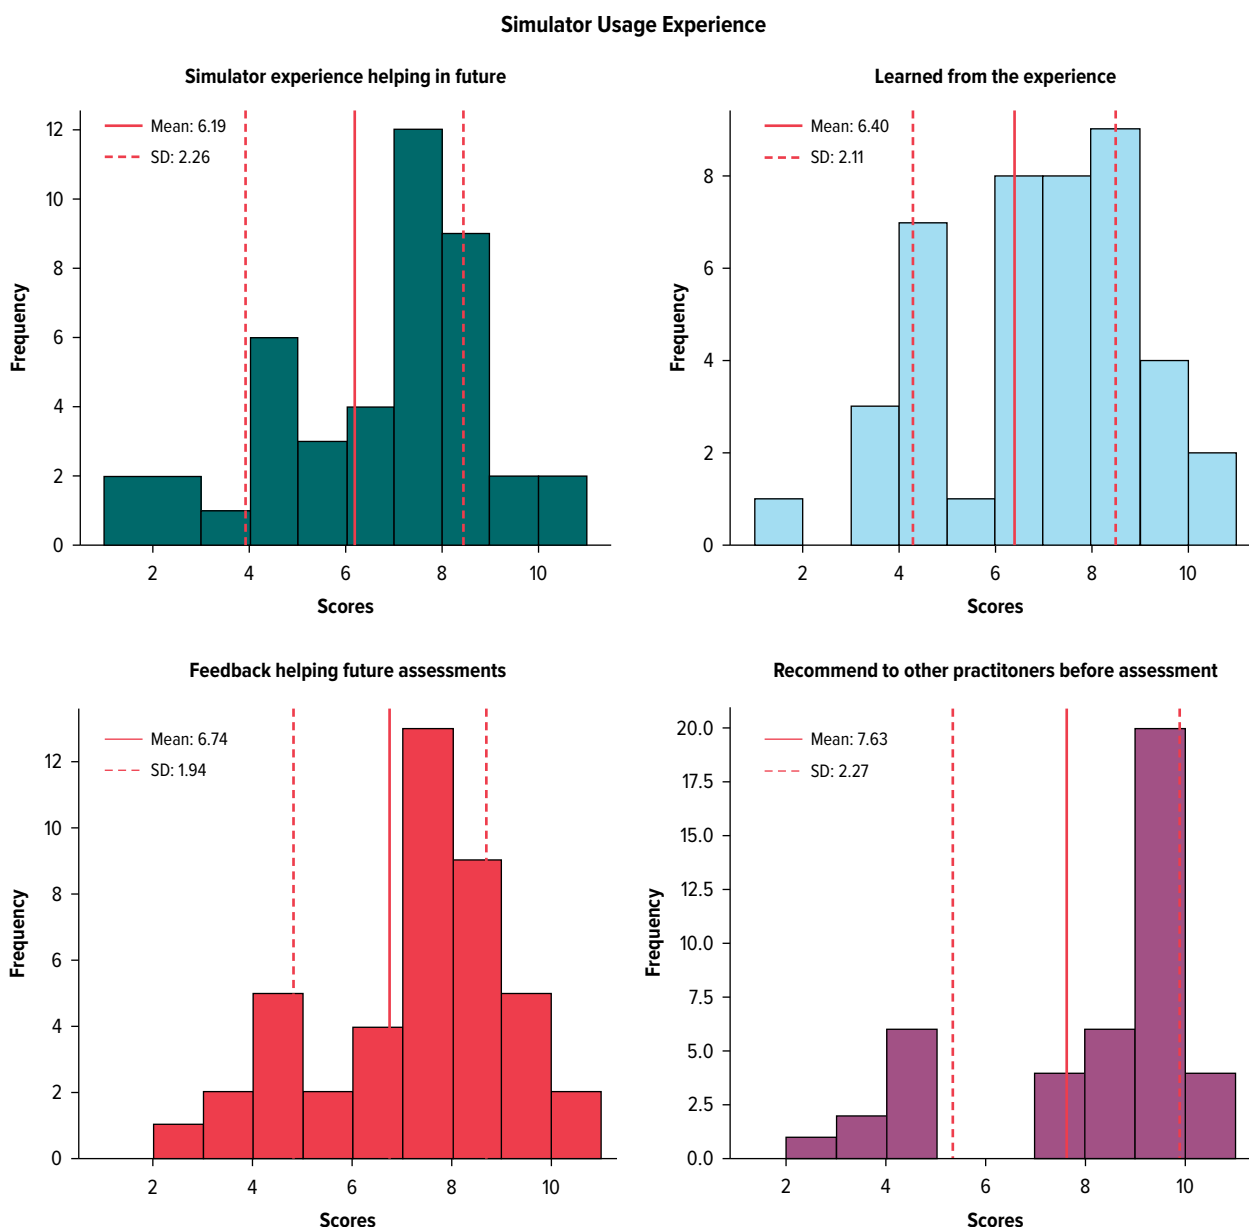 Simulator Usage Experience
Simulator experience helping in future
Mean: 6.19
SD: 2.26
12
10
8
6
4
2
0
Frequency
2 4 6 8 10
Scores
Learned from the experience
Mean: 6.40
SD: 2.11
8
6
4
2
0
Frequency
2 4 6 8 10
Scores
Feedback helping future assessments
Mean: 6.74
SD: 1.94
12
10
8
6
4
2
0
Frequency
2 4 6 8 10
Scores
Recommend to other practitoners before assessment
Mean: 7.63
SD: 2.27
20.0
17.5
15.0
12.5
10.0
7.5
5.0
2.5
0.0
Frequency
2 4 6 8 10
Scores